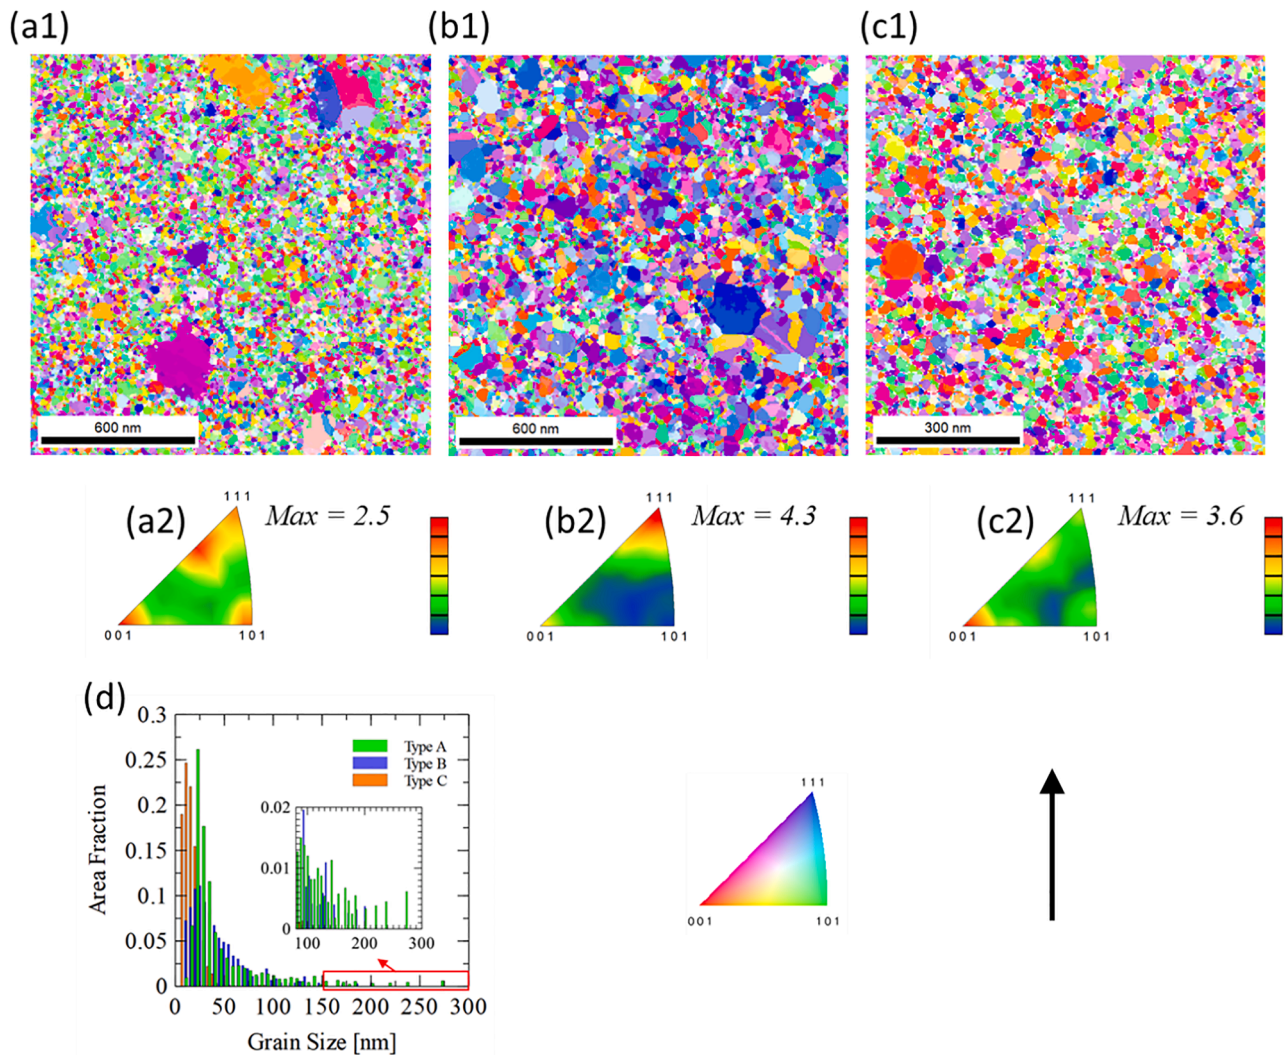 (a1)
(b1)
(c1)
600 nm
600 nm
300 nm
(a2)
111
Max = 2.5
001
101
(b2)
111
Max = 4.3
001
101
(c2)
111
Max = 3.6
001
101
(d)
0.3
0.25
0.2
0.15
0.1
0.05
0
Area Fraction
Type A
Type B
Type C
0.02
0.01
0
100
200
300
0
50
100
150
200
250
300
Grain Size [nm]
111
001
101